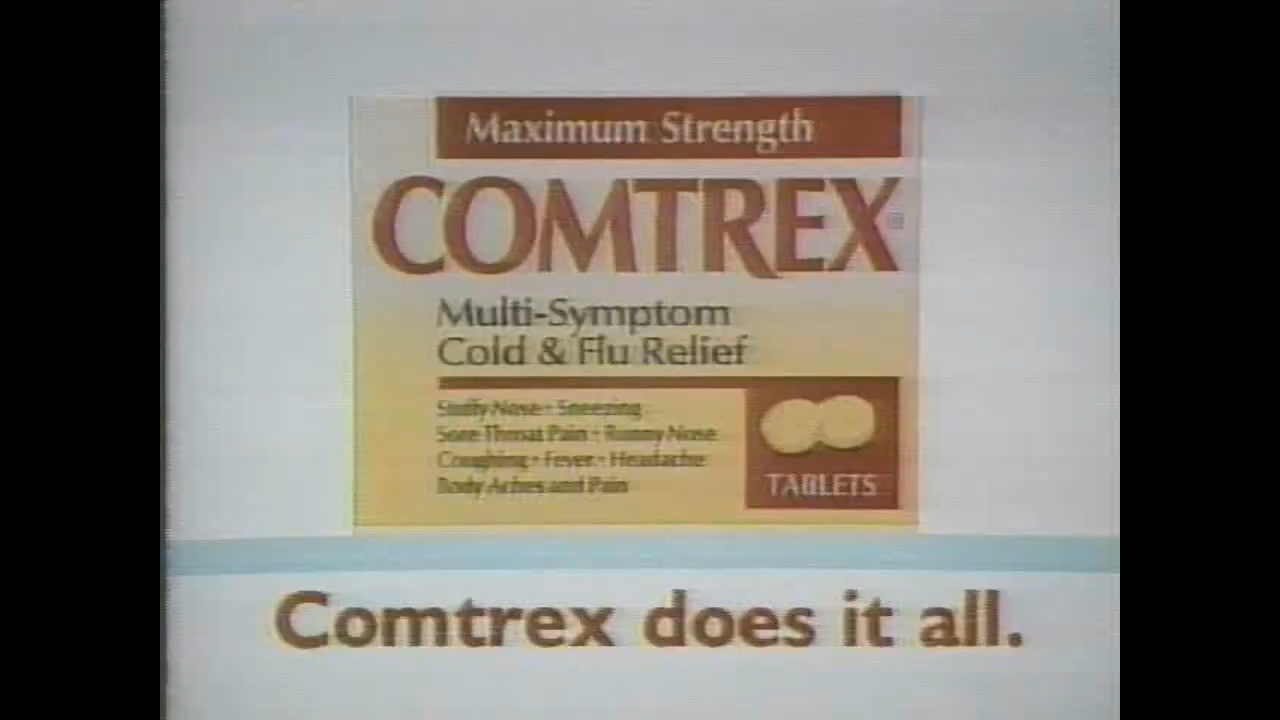 Maximum Strength
COMTREX®
Multi-Symptom
Cold & Flu Relief
Stuffy Nose • Sneezing
Sore Throat Pain • Runny Nose
Coughing • Fever • Headache
Body Aches and Pain
TABLETS
Comtrex does it all.